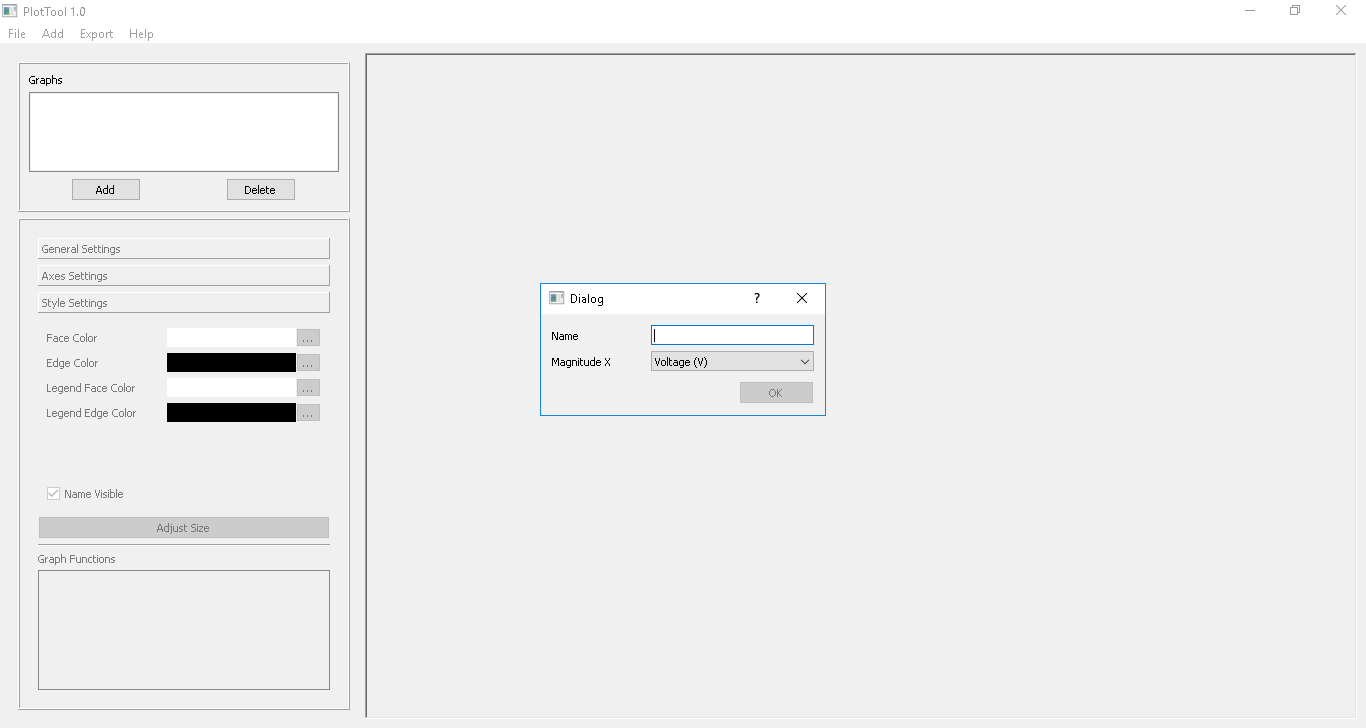 PlotTool 1.0
File Add Export Help
Graphs
Add Delete
General Settings
Axes Settings
Style Settings
Face Color ...
Edge Color ...
Legend Face Color ...
Legend Edge Color ...
Name Visible
Adjust Size
Graph Functions
Dialog ?
Name
Magnitude X Voltage (V)
OK